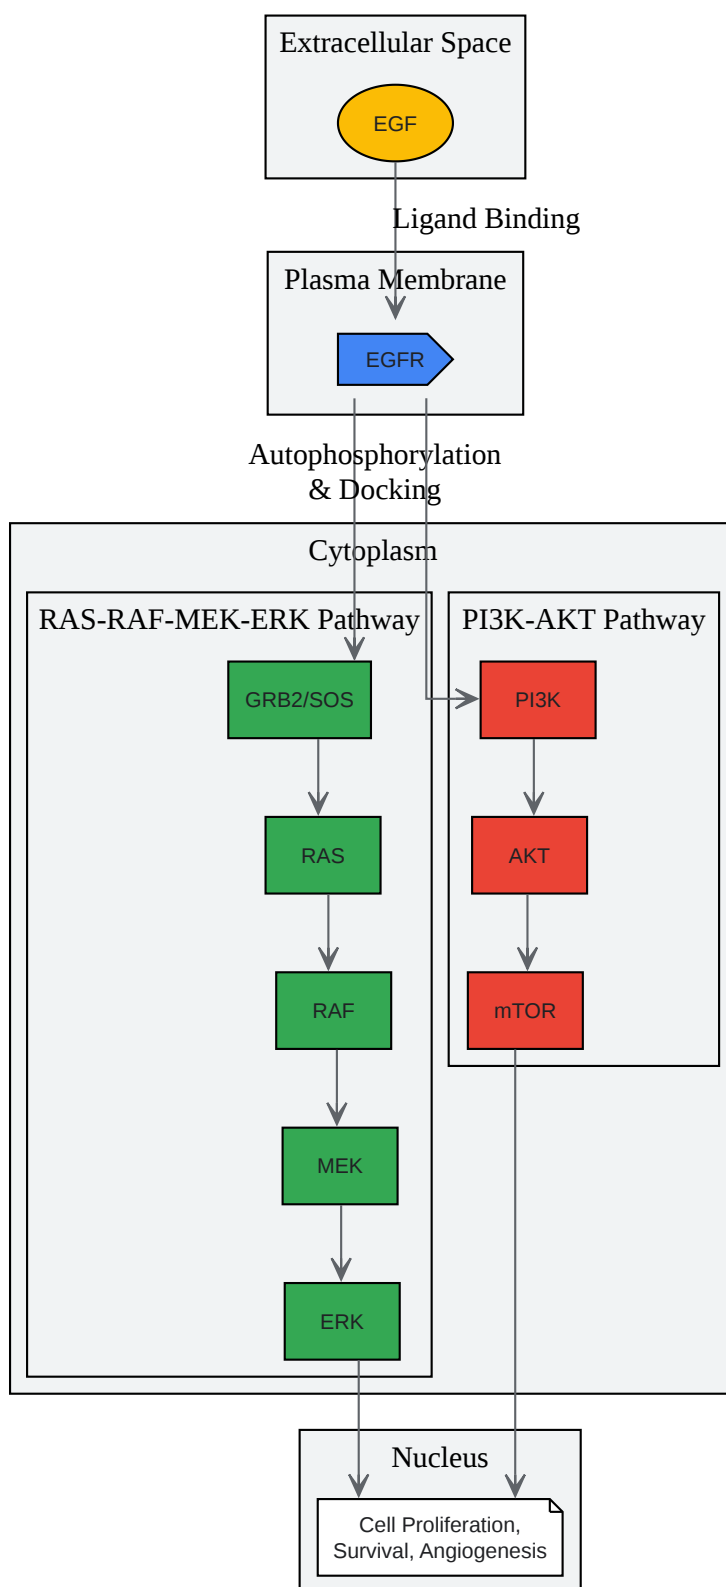 Extracellular Space
EGF
Ligand Binding
Plasma Membrane
EGFR
Autophosphorylation
& Docking
Cytoplasm
RAS-RAF-MEK-ERK Pathway
PI3K-AKT Pathway
GRB2/SOS
PI3K
RAS
AKT
RAF
mTOR
MEK
ERK
Nucleus
Cell Proliferation,
Survival, Angiogenesis